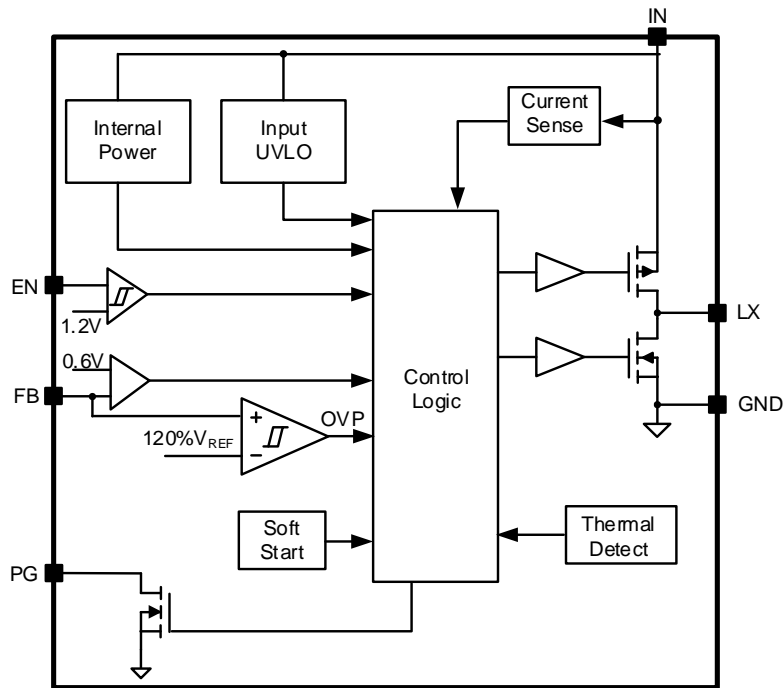 IN
Internal
Power
Input
UVLO
Current
Sense
EN
1.2V
LX
0.6V
FB
Control
Logic
GND
+
OVP
120%VREF
−
Soft
Start
Thermal
Detect
PG